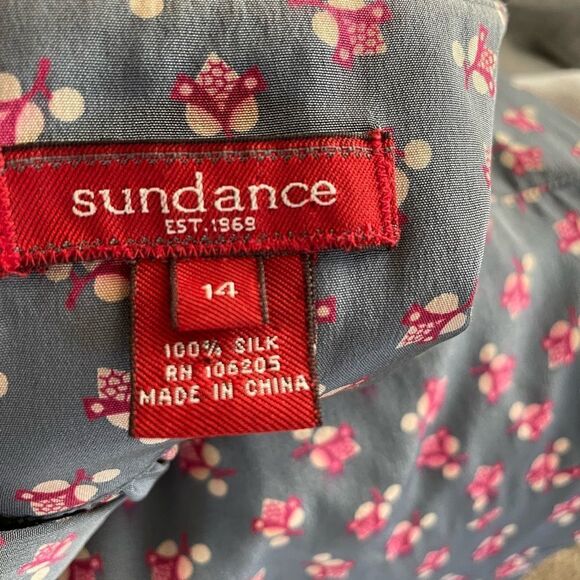 sundance
EST.1969
14
100% SILK
RN 106205
MADE IN CHINA